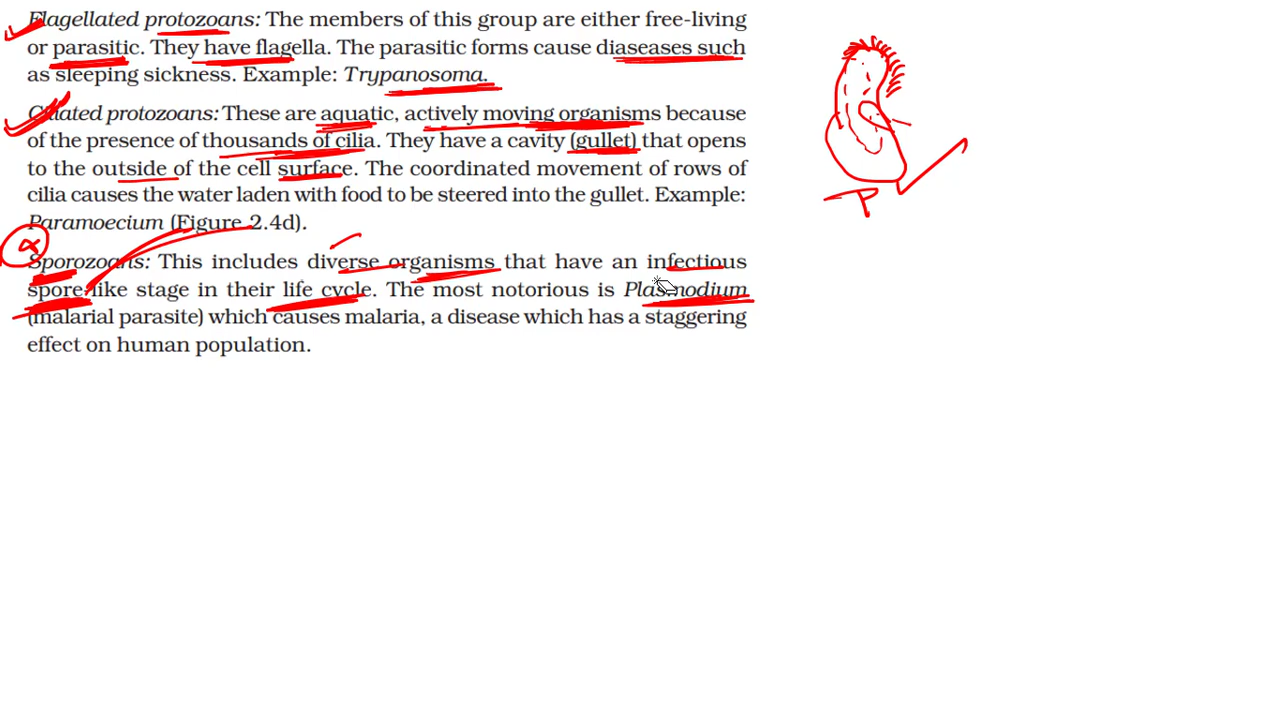 Flagellated protozoans: The members of this group are either free-living
or parasitic. They have flagella. The parasitic forms cause diaseases such
as sleeping sickness. Example: Trypanosoma.
Ciliated protozoans: These are aquatic, actively moving organisms because
of the presence of thousands of cilia. They have a cavity (gullet) that opens
to the outside of the cell surface. The coordinated movement of rows of
cilia causes the water laden with food to be steered into the gullet. Example:
Paramoecium (Figure 2.4d).
Sporozoans: This includes diverse organisms that have an infectious
spore-like stage in their life cycle. The most notorious is Plasmodium
(malarial parasite) which causes malaria, a disease which has a staggering
effect on human population.
P